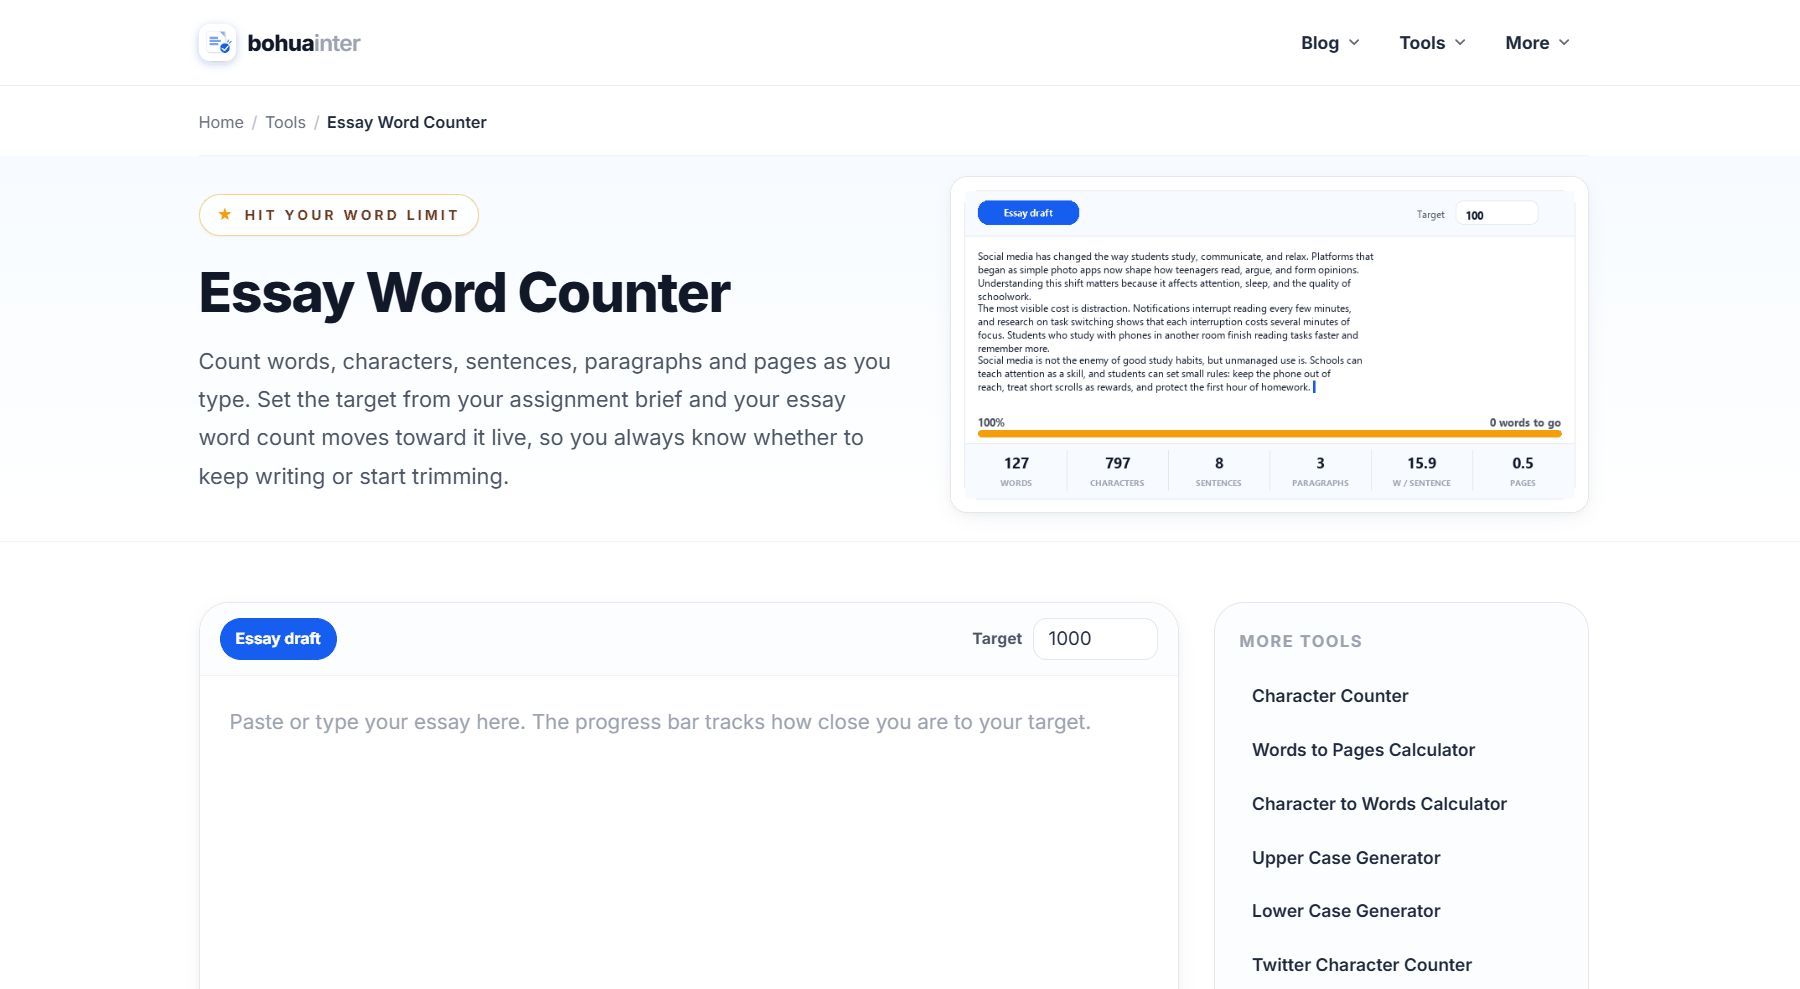 bohuainter
Blog
Tools
More
Home / Tools / Essay Word Counter
★ HIT YOUR WORD LIMIT
Essay Word Counter
Count words, characters, sentences, paragraphs and pages as you
type. Set the target from your assignment brief and your essay
word count moves toward it live, so you always know whether to
keep writing or start trimming.
Essay draft
Target 100
Social media has changed the way students study, communicate, and relax. Platforms that
began as simple photo apps now shape how teenagers read, argue, and form opinions.
Understanding this shift matters because it affects attention, sleep, and the quality of
schoolwork.
The most visible cost is distraction. Notifications interrupt reading every few minutes,
and research on task switching shows that each interruption costs several minutes of
focus. Students who study with phones in another room finish reading tasks faster and
remember more.
Social media is not the enemy of good study habits, but unmanaged use is. Schools can
teach attention as a skill, and students can set small rules: keep the phone out of
reach, treat short scrolls as rewards, and protect the first hour of homework.
100%
0 words to go
127 797 8 3 15.9 0.5
WORDS CHARACTERS SENTENCES PARAGRAPHS W / SENTENCE PAGES
Essay draft
Target 1000
Paste or type your essay here. The progress bar tracks how close you are to your target.
MORE TOOLS
Character Counter
Words to Pages Calculator
Character to Words Calculator
Upper Case Generator
Lower Case Generator
Twitter Character Counter